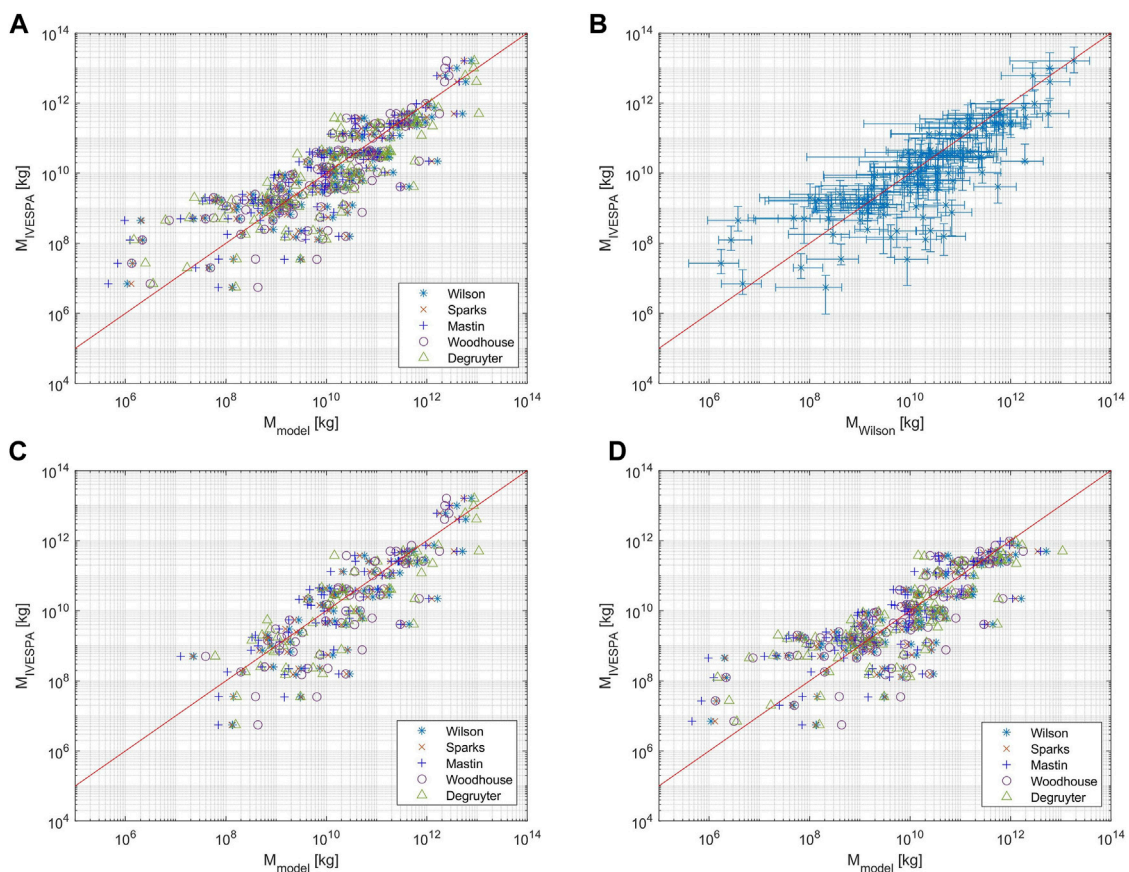 A
10^14
10^12
10^10
10^8
10^6
10^4
M_IVESPA [kg]
10^6 10^8 10^10 10^12 10^14
M_model [kg]
Wilson
Sparks
Mastin
Woodhouse
Degruyter
B
10^14
10^12
10^10
10^8
10^6
10^4
M_IVESPA [kg]
10^6 10^8 10^10 10^12 10^14
M_Wilson [kg]
C
10^14
10^12
10^10
10^8
10^6
10^4
M_IVESPA [kg]
10^6 10^8 10^10 10^12 10^14
M_model [kg]
Wilson
Sparks
Mastin
Woodhouse
Degruyter
D
10^14
10^12
10^10
10^8
10^6
10^4
M_IVESPA [kg]
10^6 10^8 10^10 10^12 10^14
M_model [kg]
Wilson
Sparks
Mastin
Woodhouse
Degruyter